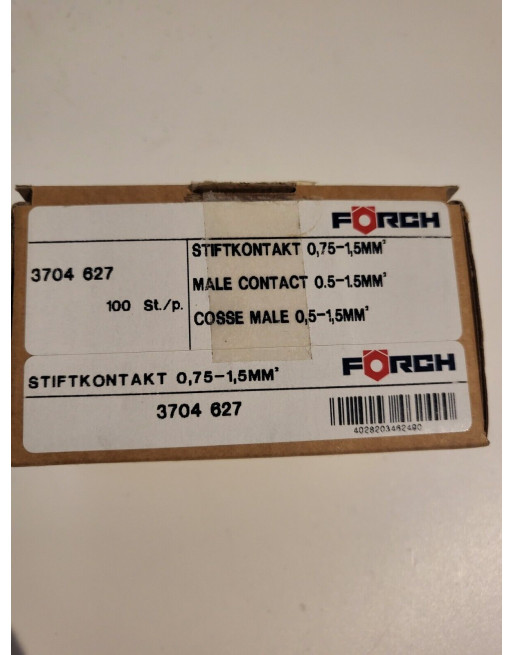 FÖRCH
3704 627
100 St./p.
STIFTKONTAKT 0,75-1,5MM²
MALE CONTACT 0.5-1.5MM²
COSSE MALE 0,5-1,5MM²
FÖRCH
STIFTKONTAKT 0,75-1,5MM²
3704 627
4028203462490